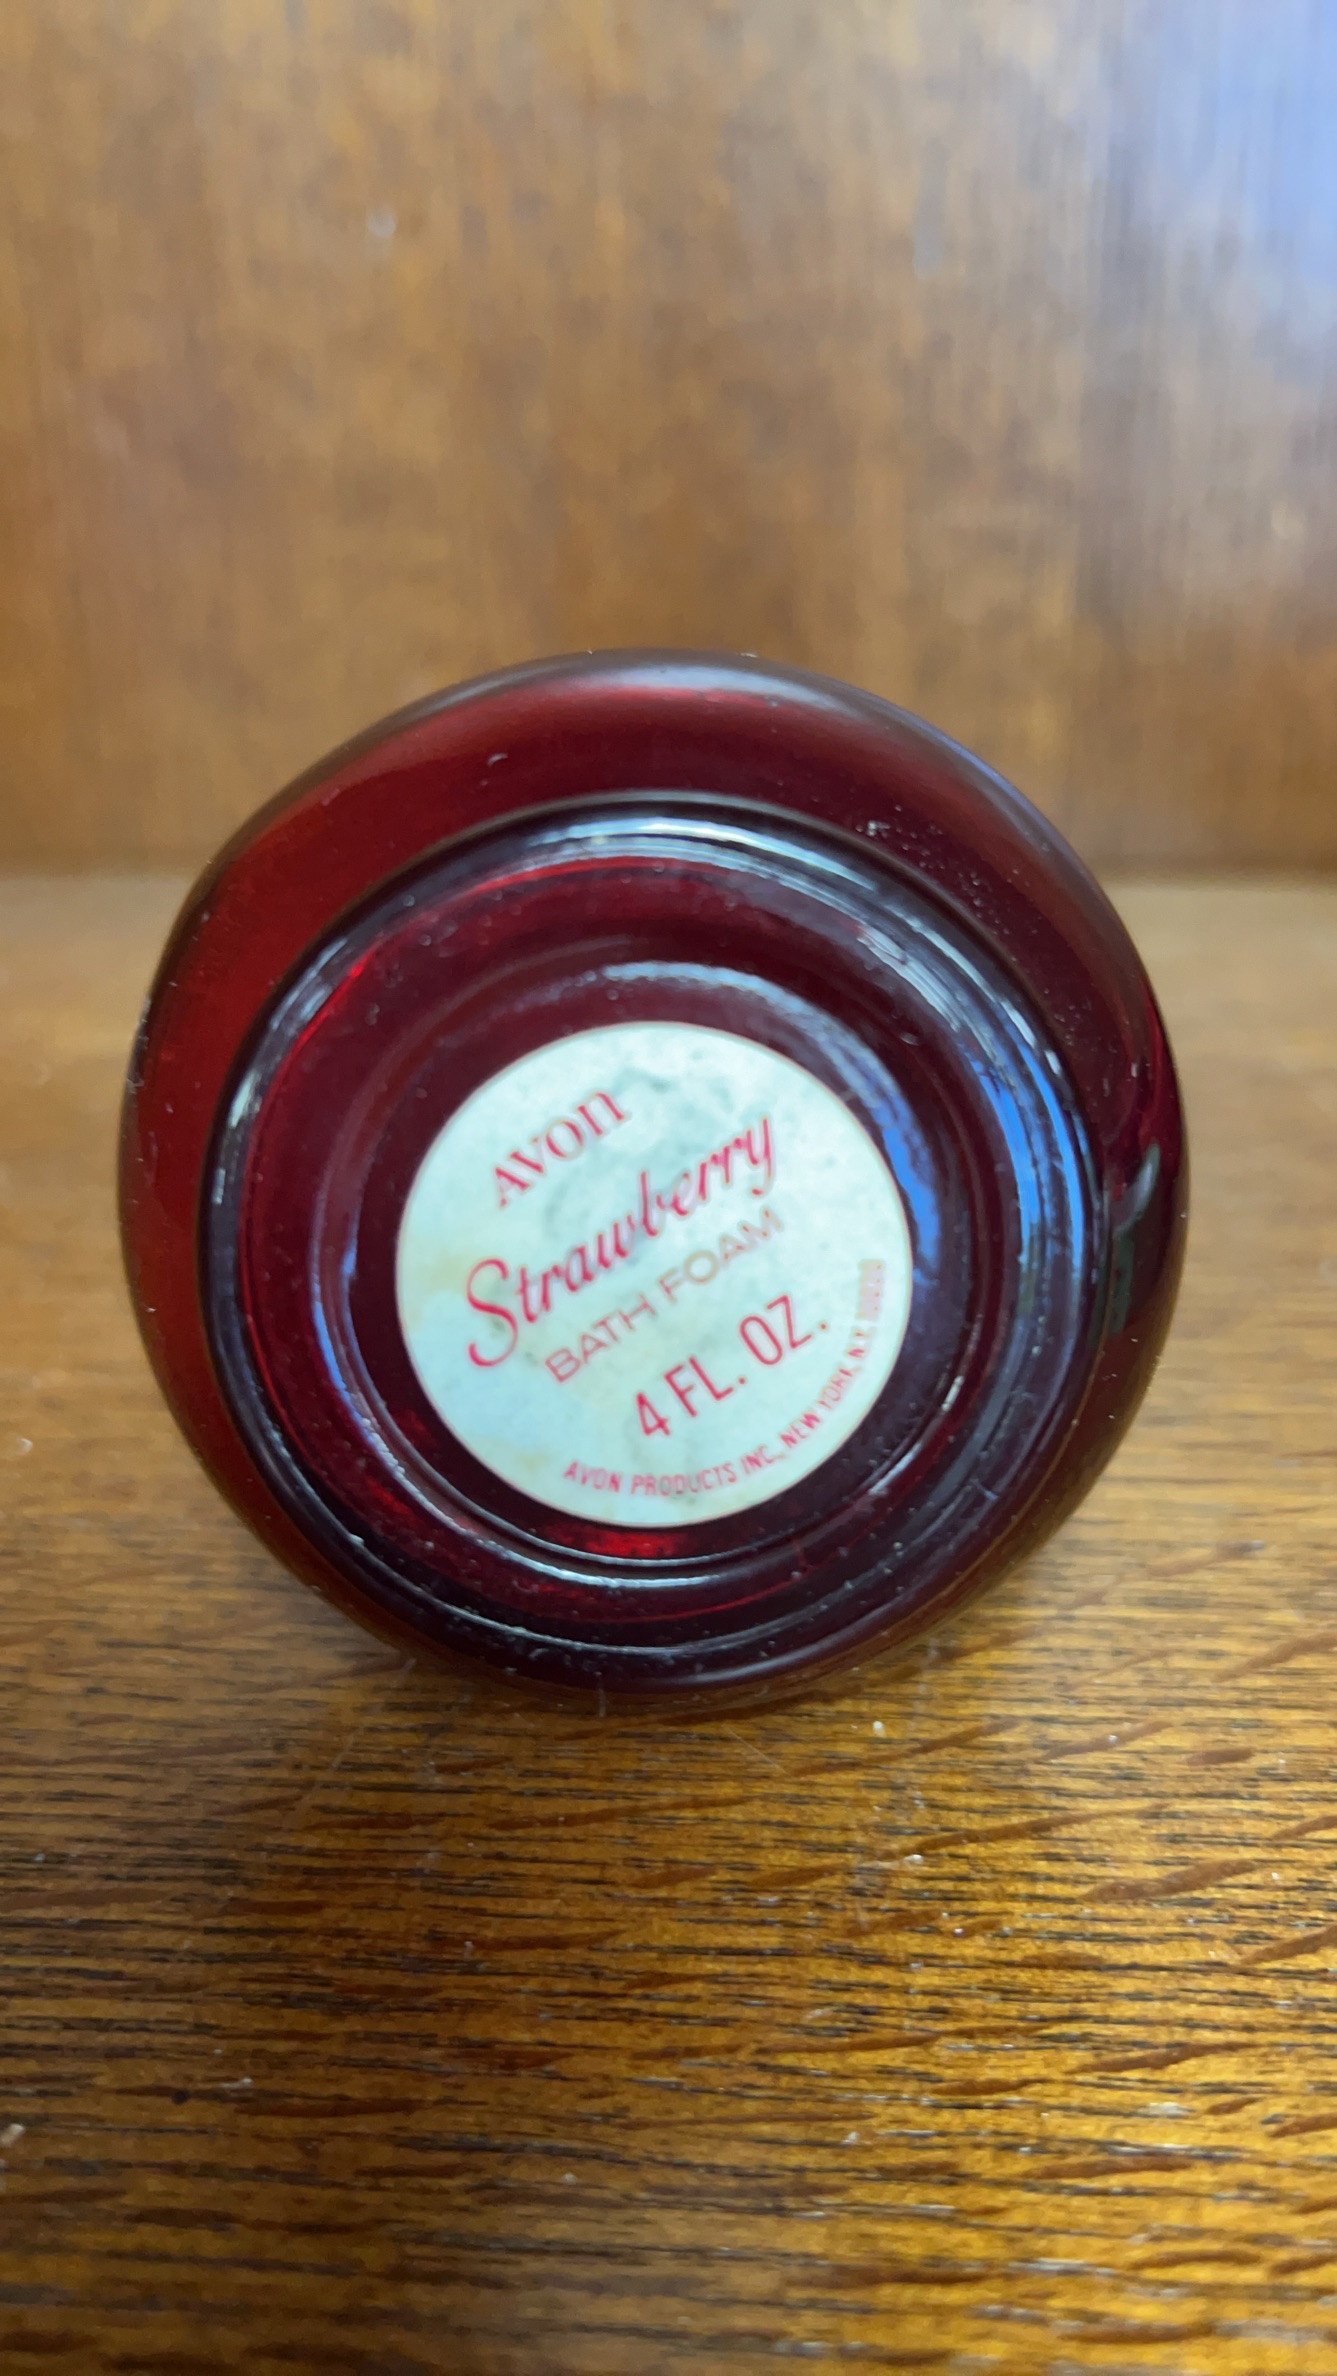 AVON
Strawberry
BATH FOAM
4 FL. OZ.
AVON PRODUCTS INC., NEW YORK, N.Y.